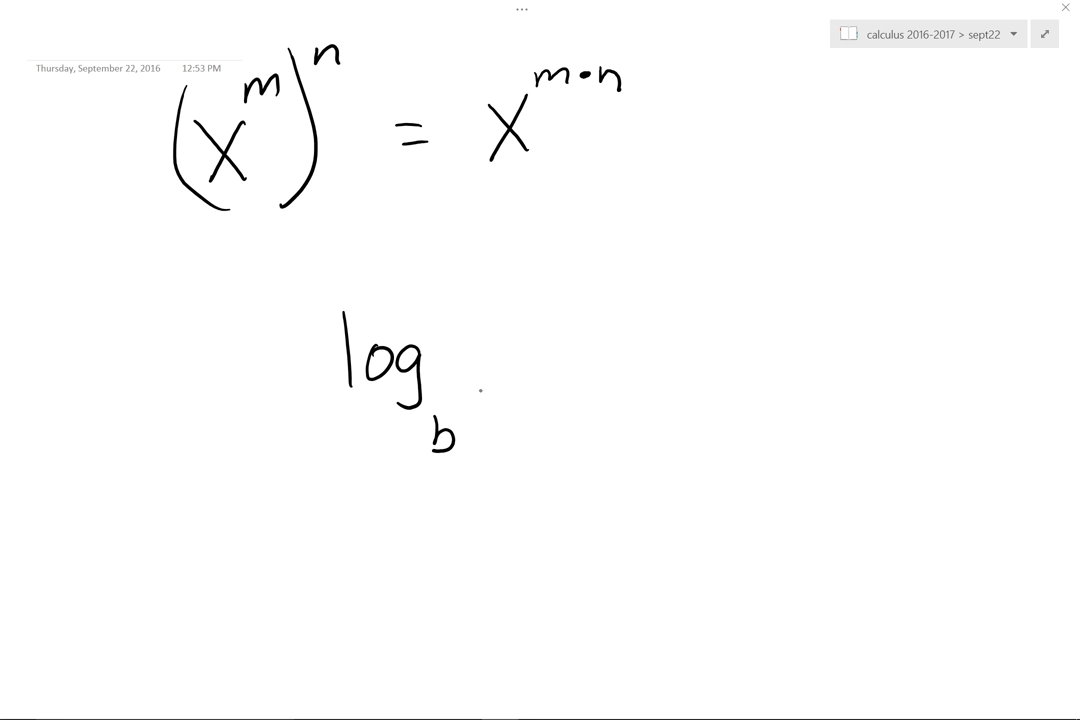 ...
calculus 2016-2017 > sept22
Thursday, September 22, 2016 12:53 PM
(x^m)^n = x^{m·n}
log_b